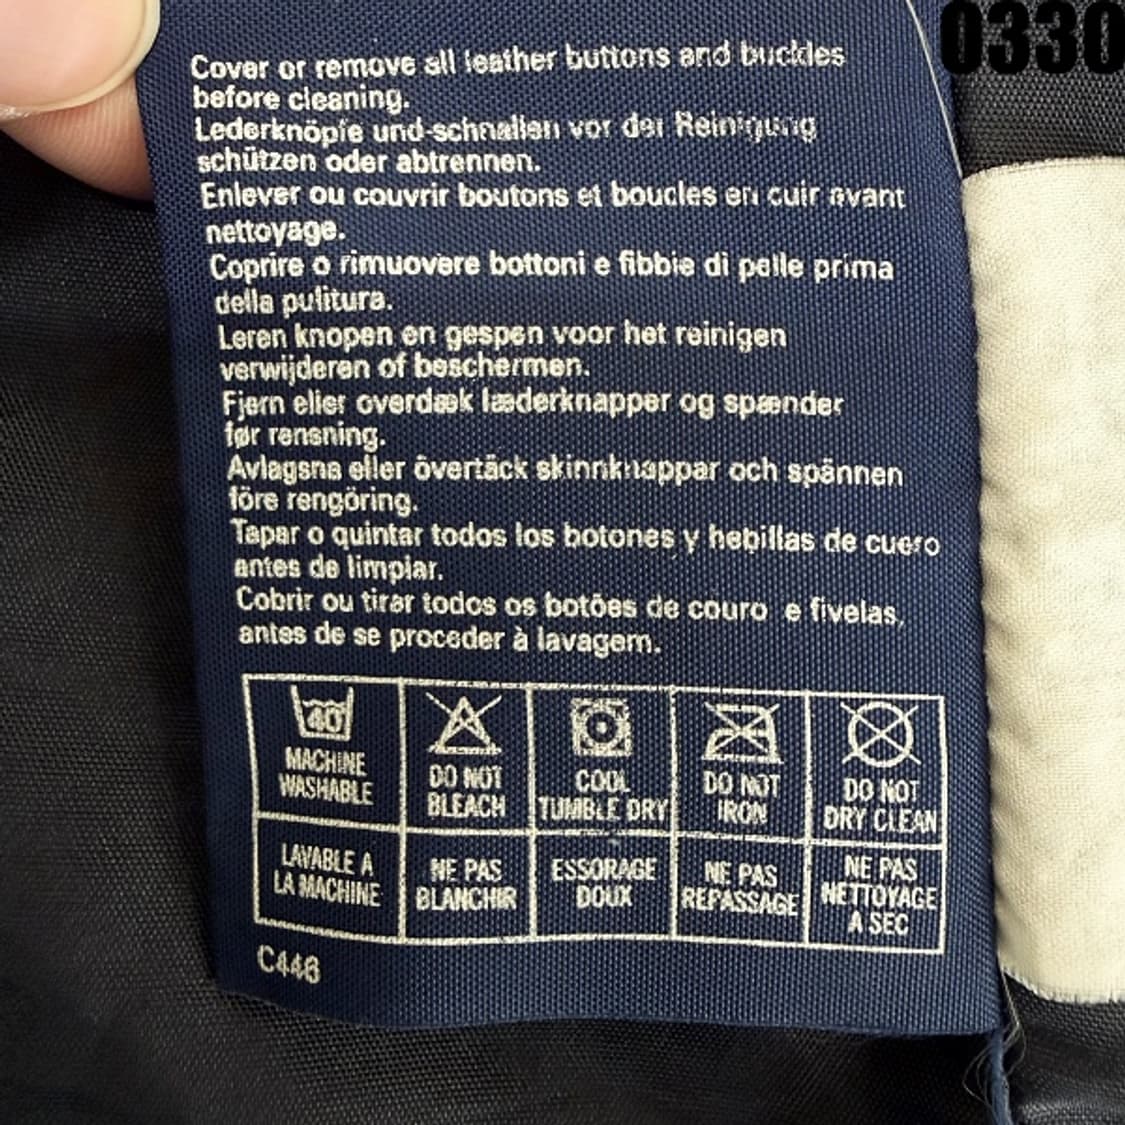 0330
Cover or remove all leather buttons and buckles
before cleaning.
Lederknöpfe und-schnallen vor der Reinigung
schützen oder abtrennen.
Enlever ou couvrir boutons et boucles en cuir avant
nettoyage.
Coprire o rimuovere bottoni e fibbie di pelle prima
della pulitura.
Leren knopen en gespen voor het reinigen
verwijderen of beschermen.
Fjern eller overdæk læderknapper og spænder
før rensning.
Avlagsna eller övertäck skinnknappar och spännen
före rengöring.
Tapar o quintar todos los botones y hebillas de cuero
antes de limpiar.
Cobrir ou tirar todos os botões de couro e fivelas,
antes de se proceder à lavagem.
40
MACHINE
WASHABLE
DO NOT
BLEACH
COOL
TUMBLE DRY
DO NOT
IRON
DO NOT
DRY CLEAN
LAVABLE A
LA MACHINE
NE PAS
BLANCHIR
ESSORAGE
DOUX
NE PAS
REPASSAGE
NE PAS
NETTOYAGE
A SEC
C446